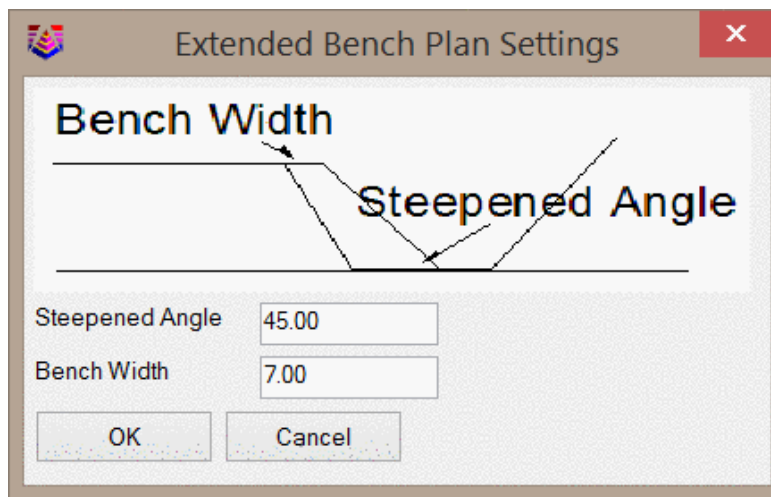 Extended Bench Plan Settings
Bench Width
Steepened Angle
Steepened Angle 45.00
Bench Width 7.00
OK Cancel